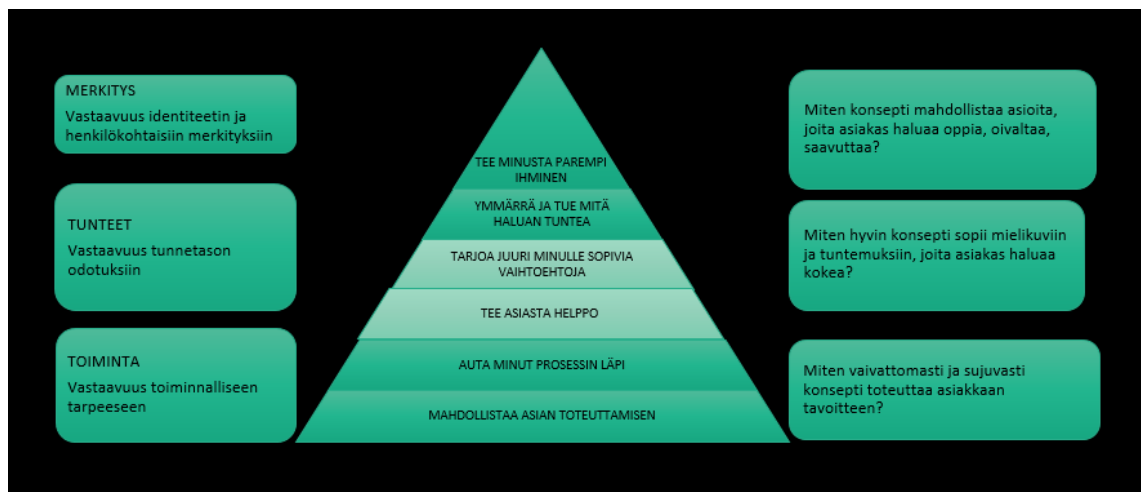 MERKITYS
Vastaavuus identiteetin ja
henkilökohtaisiin merkityksiin
TUNTEET
Vastaavuus tunnetason
odotuksiin
TOIMINTA
Vastaavuus toiminnalliseen
tarpeeseen
TEE MINUSTA PAREMPI
IHMINEN
YMMÄRRÄ JA TUE MITÄ
HALUAN TUNTEA
TARJOA JUURI MINULLE SOPIVIA
VAIHTOEHTOJA
TEE ASIASTA HELPPO
AUTA MINUT PROSESSIN LÄPI
MAHDOLLISTAA ASIAN TOTEUTTAMISEN
Miten konsepti mahdollistaa asioita,
joita asiakas haluaa oppia, oivaltaa,
saavuttaa?
Miten hyvin konsepti sopii mielikuviin
ja tuntemuksiin, joita asiakas haluaa
kokea?
Miten vaivattomasti ja sujuvasti
konsepti toteuttaa asiakkaan
tavoitteen?